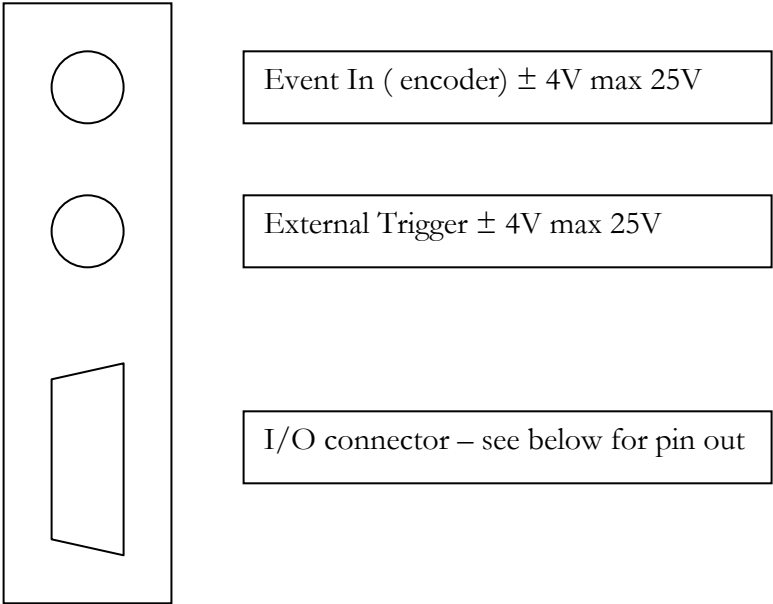 Event In ( encoder) ± 4V max 25V
External Trigger ± 4V max 25V
I/O connector – see below for pin out